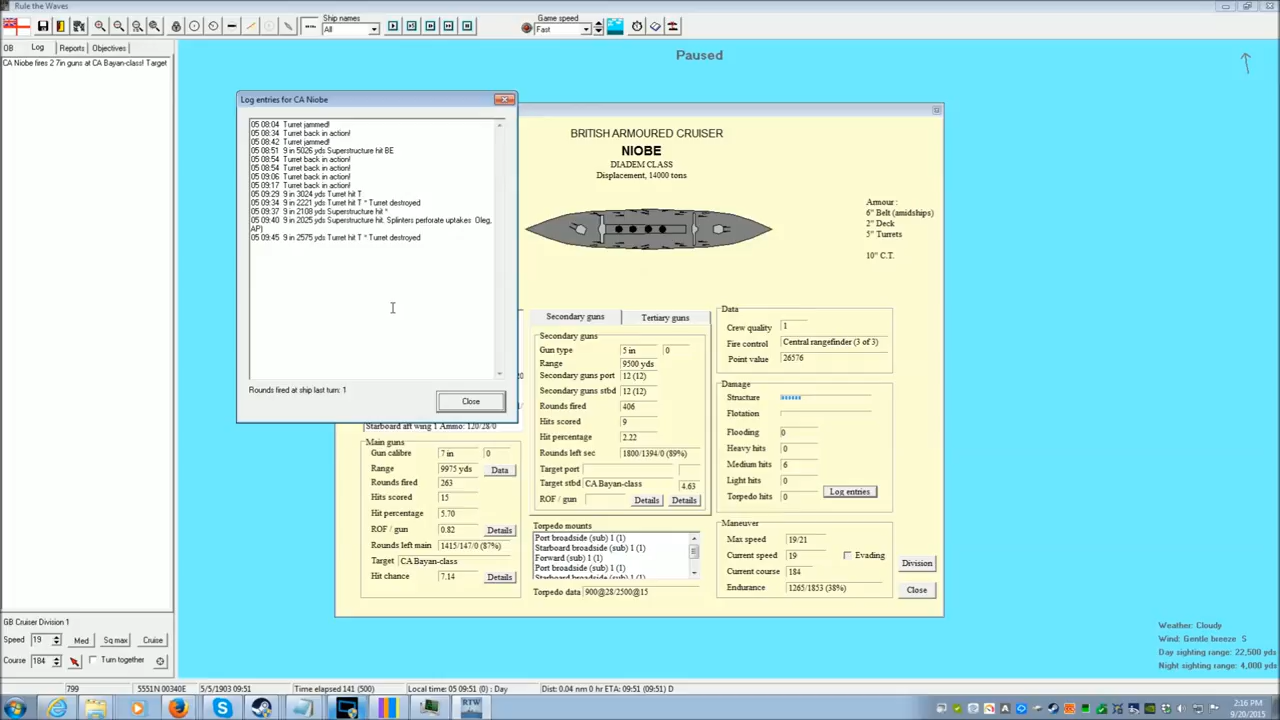 Rule the Waves
Ship names
All
Game speed
Fast
OB Log Reports Objectives
CA Niobe fires 2 7in guns at CA Bayan-class! Target
Paused
Log entries for CA Niobe
05 08:04 Turret jammed!
05 08:34 Turret back in action!
05 08:42 Turret jammed!
05 08:51 9 in 5026 yds Superstructure hit BE
05 08:54 Turret back in action!
05 08:54 Turret back in action!
05 09:06 Turret back in action!
05 09:17 Turret back in action!
05 09:29 9 in 3024 yds Turret hit T
05 09:34 9 in 2221 yds Turret hit T * Turret destroyed
05 09:37 9 in 2108 yds Superstructure hit *
05 09:40 9 in 2025 yds Superstructure hit. Splinters perforate uptakes Oleg,
AP)
05 09:45 9 in 2575 yds Turret hit T * Turret destroyed
Rounds fired at ship last turn: 1
Close
BRITISH ARMOURED CRUISER
NIOBE
DIADEM CLASS
Displacement, 14000 tons
Armour :
6" Belt (amidships)
2" Deck
5" Turrets
10" C.T.
Starboard aft wing 1 Ammo: 120/28/0
Main guns
Gun calibre 7 in 0
Range 9975 yds Data
Rounds fired 263
Hits scored 15
Hit percentage 5.70
ROF / gun 0.82 Details
Rounds left main 1415/147/0 (87%)
Target CA Bayan-class
Hit chance 7.14 Details
Secondary guns Tertiary guns
Secondary guns
Gun type 5 in 0
Range 9500 yds
Secondary guns port 12 (12)
Secondary guns stbd 12 (12)
Rounds fired 406
Hits scored 9
Hit percentage 2.22
Rounds left sec 1800/1394/0 (89%)
Target port
Target stbd CA Bayan-class 4.63
ROF / gun Details Details
Torpedo mounts
Port broadside (sub) 1 (1)
Starboard broadside (sub) 1 (1)
Forward (sub) 1 (1)
Port broadside (sub) 1 (1)
Starboard broadside (sub) 1 (1)
Torpedo data 900@28/2500@15
Data
Crew quality 1
Fire control Central rangefinder (3 of 3)
Point value 26576
Damage
Structure
Flotation
Flooding 0
Heavy hits 0
Medium hits 6
Light hits 0 Log entries
Torpedo hits 0
Maneuver
Max speed 19/21
Current speed 19 Evading
Current course 184 Division
Endurance 1265/1853 (38%) Close
GB Cruiser Division 1
Speed 19 Med Sq max Cruise
Course 184 Turn together
Weather: Cloudy
Wind: Gentle breeze S
Day sighting range: 22,500 yds
Night sighting range: 4,000 yds
799 5551N 00340E 5/5/1903 09:51 Time elapsed 141 (500) Local time: 05 09:51 (0) : Day Dist: 0.04 nm 0 hr ETA: 09:51 (09:51) D
RTW
2:16 PM
9/20/2015